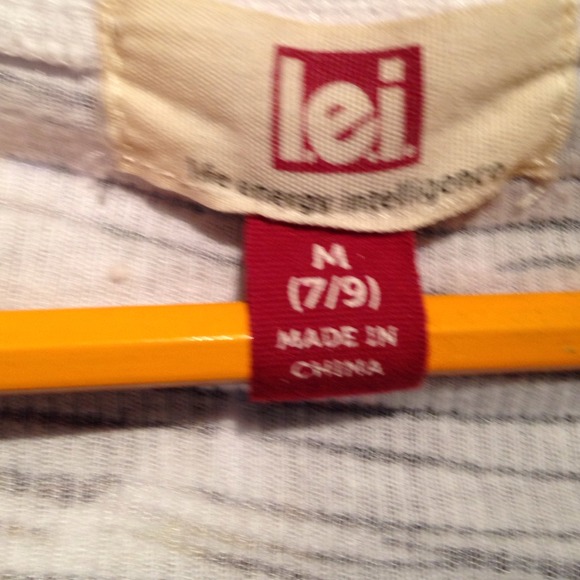 l.e.i.
life energy intelligence
M
(7/9)
MADE IN
CHINA